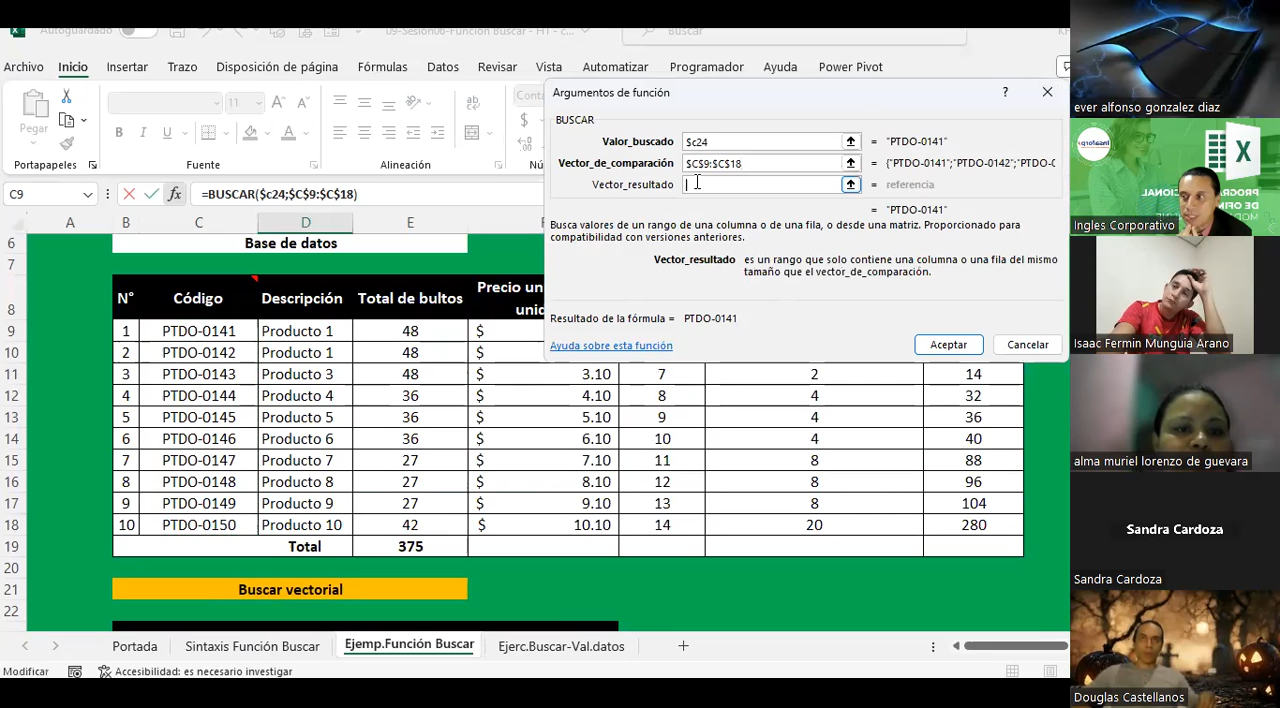 Autoguardado
09-Sesion06-Función Buscar - HT - c...
Buscar
Archivo Inicio Insertar Trazo Disposición de página Fórmulas Datos Revisar Vista Automatizar Programador Ayuda Power Pivot
Pegar
11
ab
Portapapeles
Fuente
Alineación
Argumentos de función
?
BUSCAR
Valor_buscado $c24 = "PTDO-0141"
Vector_de_comparación $C$9:$C$18 = {"PTDO-0141";"PTDO-0142";"PTDO-0
Vector_resultado = referencia
= "PTDO-0141"
Busca valores de un rango de una columna o de una fila, o desde una matriz. Proporcionado para
compatibilidad con versiones anteriores.
Vector_resultado es un rango que solo contiene una columna o una fila del mismo
tamaño que el vector_de_comparación.
Resultado de la fórmula = PTDO-0141
Ayuda sobre esta función
Aceptar
Cancelar
C9
fx
=BUSCAR($c24;$C$9:$C$18)
A B C D E
6 Base de datos
7
8 N° Código Descripción Total de bultos Precio un
unid
9 1 PTDO-0141 Producto 1 48 $
10 2 PTDO-0142 Producto 1 48 $
11 3 PTDO-0143 Producto 3 48 $ 3.10 7 2 14
12 4 PTDO-0144 Producto 4 36 $ 4.10 8 4 32
13 5 PTDO-0145 Producto 5 36 $ 5.10 9 4 36
14 6 PTDO-0146 Producto 6 36 $ 6.10 10 4 40
15 7 PTDO-0147 Producto 7 27 $ 7.10 11 8 88
16 8 PTDO-0148 Producto 8 27 $ 8.10 12 8 96
17 9 PTDO-0149 Producto 9 27 $ 9.10 13 8 104
18 10 PTDO-0150 Producto 10 42 $ 10.10 14 20 280
19 Total 375
20
21 Buscar vectorial
22
Portada Sintaxis Función Buscar Ejemp.Función Buscar Ejerc.Buscar-Val.datos
Modificar
Accesibilidad: es necesario investigar
ever alfonso gonzalez diaz
insaforp
X
Ingles Corporativo
Isaac Fermin Munguia Arano
alma muriel lorenzo de guevara
Sandra Cardoza
Sandra Cardoza
Douglas Castellanos